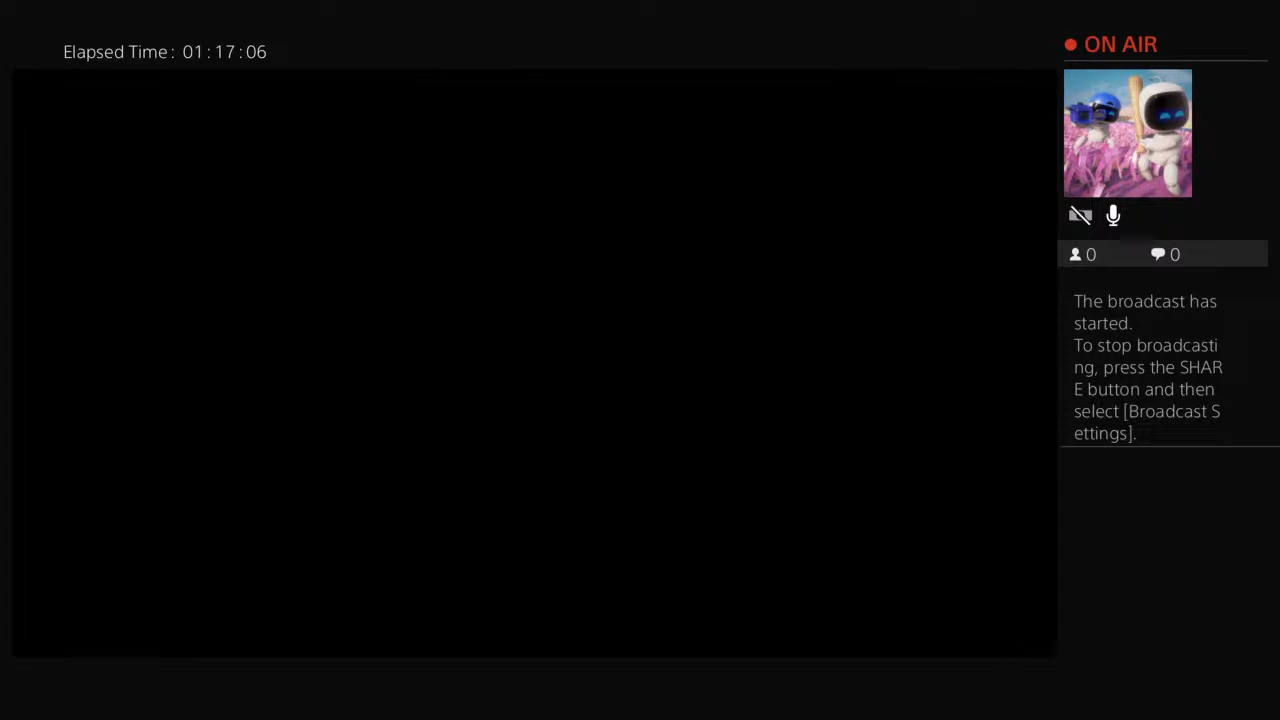 Elapsed Time: 01:17:06
ON AIR
0
0
The broadcast has
started.
To stop broadcasti
ng, press the SHAR
E button and then
select [Broadcast S
ettings].